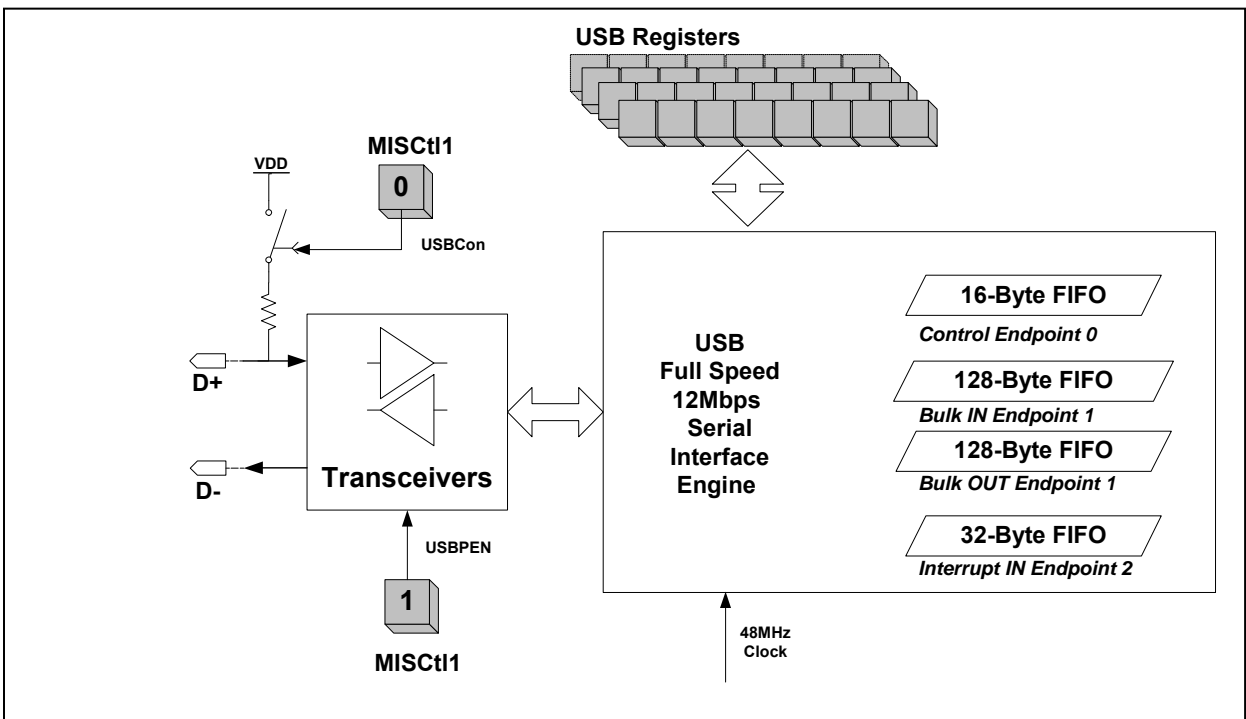 USB Registers
MISCtl1
0
VDD
USBCon
D+
D-
Transceivers
USBPEN
1
MISCtl1
USB
Full Speed
12Mbps
Serial
Interface
Engine
16-Byte FIFO
Control Endpoint 0
128-Byte FIFO
Bulk IN Endpoint 1
128-Byte FIFO
Bulk OUT Endpoint 1
32-Byte FIFO
Interrupt IN Endpoint 2
48MHz
Clock